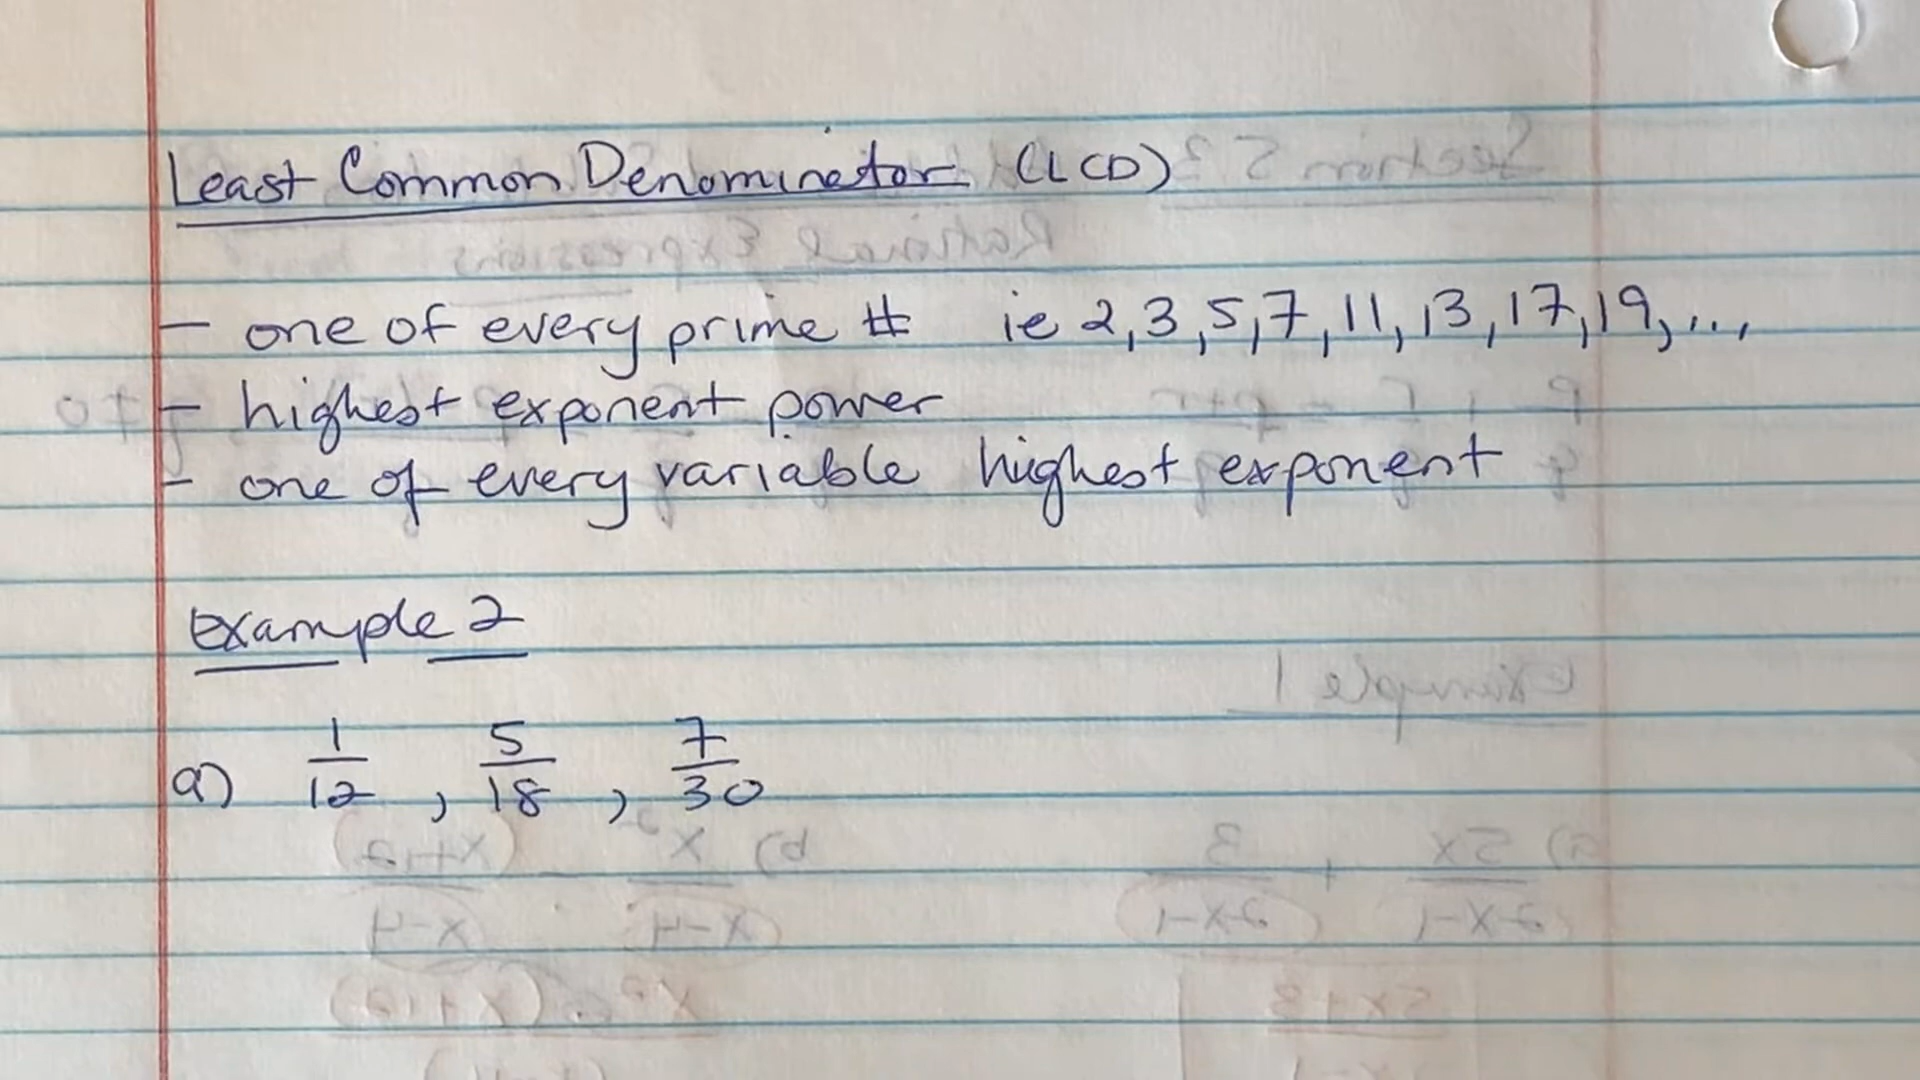 Least Common Denominator (LCD)
- one of every prime # ie 2,3,5,7,11,13,17,19,...,
- highest exponent power
- one of every variable highest exponent
Example 2
a) 1/12 , 5/18 , 7/30